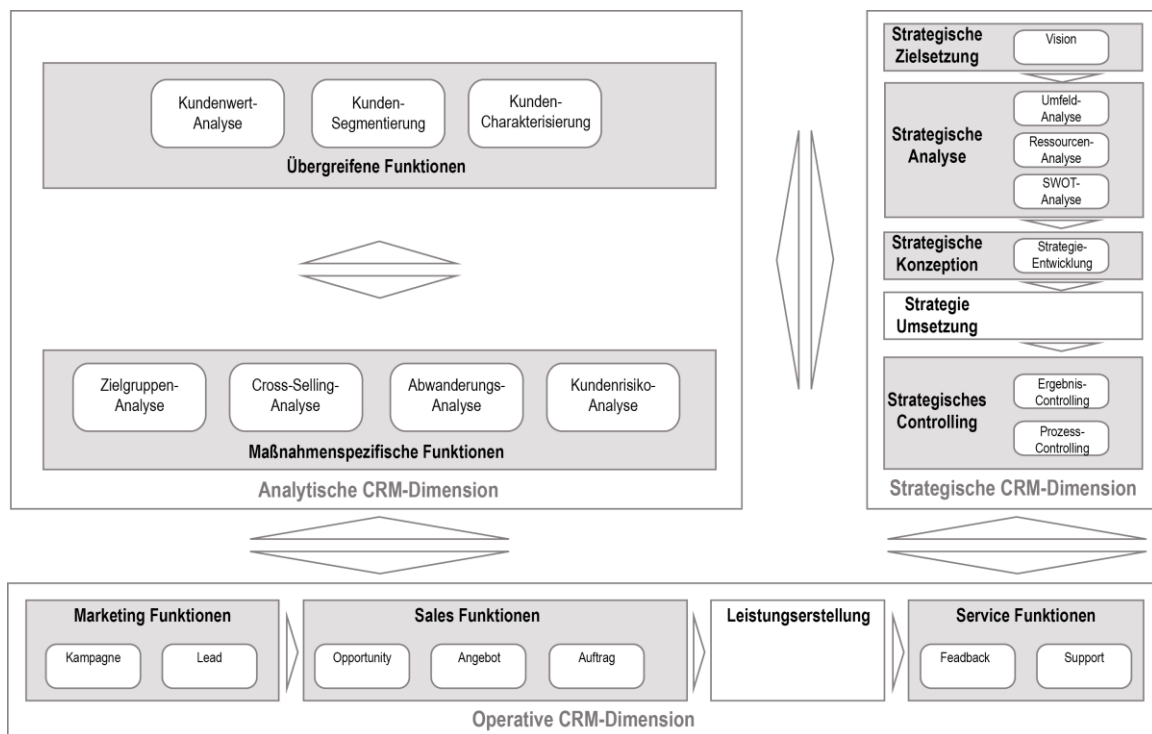 Kundenwert-
Analyse
Kunden-
Segmentierung
Kunden-
Charakterisierung
Übergreifene Funktionen
Zielgruppen-
Analyse
Cross-Selling-
Analyse
Abwanderungs-
Analyse
Kundenrisiko-
Analyse
Maßnahmenspezifische Funktionen
Analytische CRM-Dimension
Strategische
Zielsetzung
Vision
Strategische
Analyse
Umfeld-
Analyse
Ressourcen-
Analyse
SWOT-
Analyse
Strategische
Konzeption
Strategie-
Entwicklung
Strategie
Umsetzung
Strategisches
Controlling
Ergebnis-
Controlling
Prozess-
Controlling
Strategische CRM-Dimension
Marketing Funktionen
Kampagne
Lead
Sales Funktionen
Opportunity
Angebot
Auftrag
Leistungserstellung
Service Funktionen
Feadback
Support
Operative CRM-Dimension